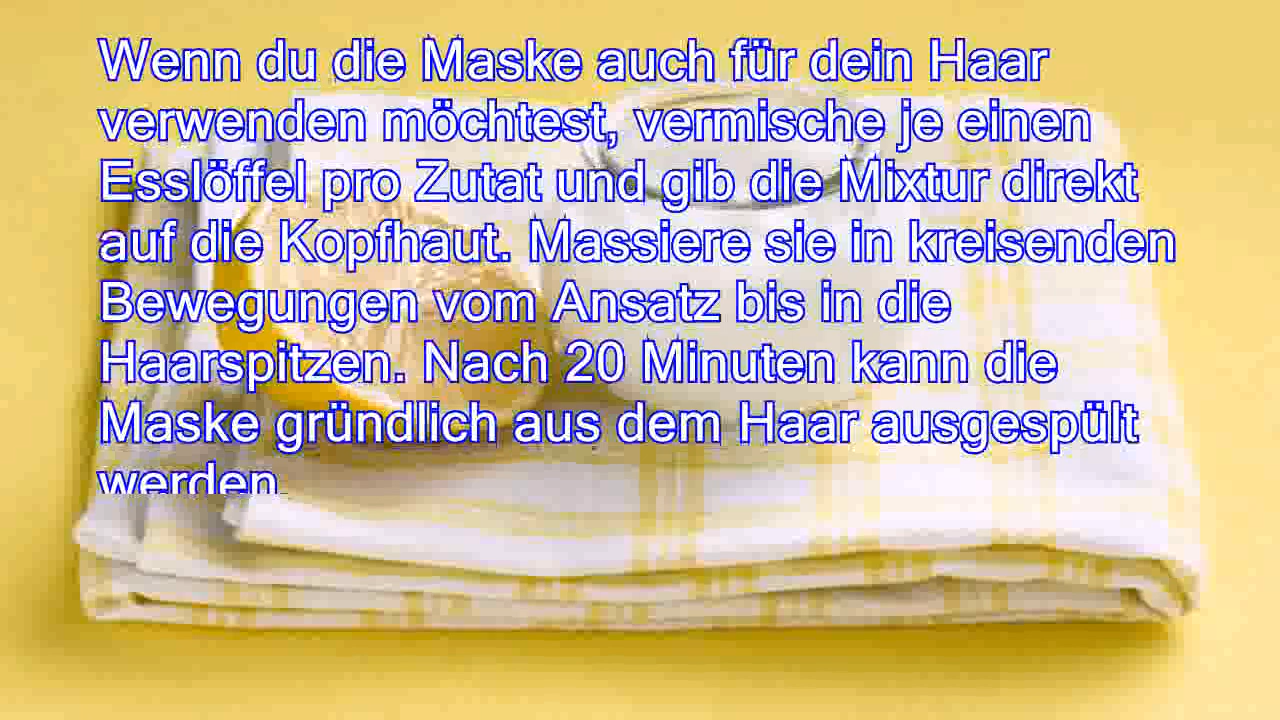 Wenn du die Maske auch für dein Haar
verwenden möchtest, vermische je einen
Esslöffel pro Zutat und gib die Mixtur direkt
auf die Kopfhaut. Massiere sie in kreisenden
Bewegungen vom Ansatz bis in die
Haarspitzen. Nach 20 Minuten kann die
Maske gründlich aus dem Haar ausgespült
werden.